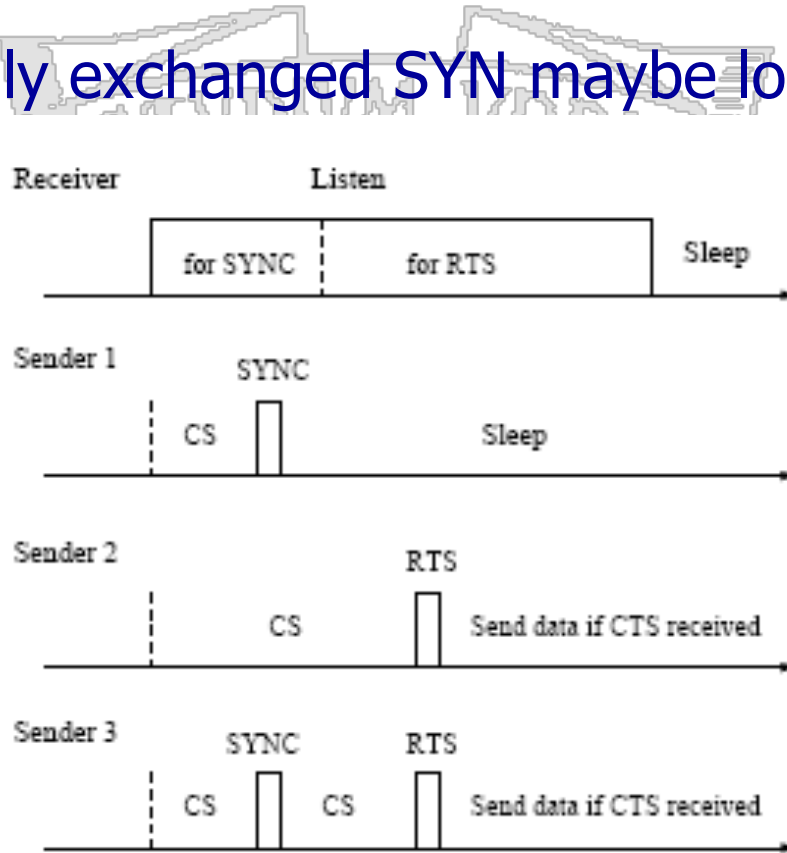 ly exchanged SYN maybe lo
Receiver Listen
for SYNC for RTS Sleep
Sender 1 SYNC
CS Sleep
Sender 2 RTS
CS Send data if CTS received
Sender 3 SYNC RTS
CS CS Send data if CTS received